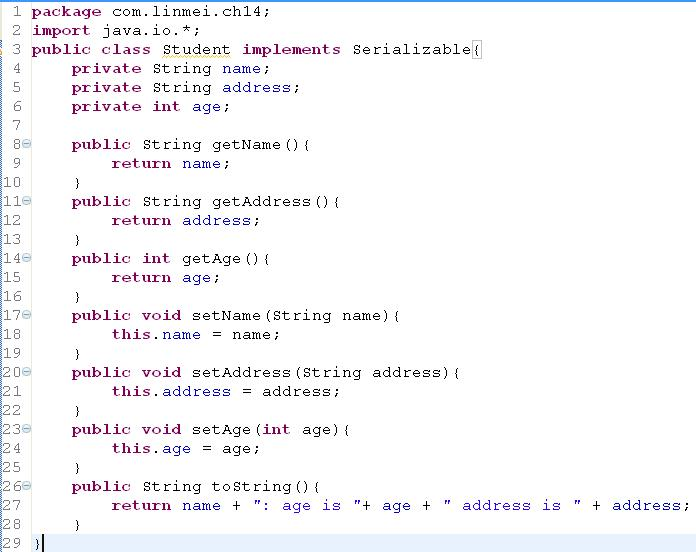 1 package com.linmei.ch14;
2 import java.io.*;
3 public class Student implements Serializable{
4     private String name;
5     private String address;
6     private int age;
7
8     public String getName(){
9         return name;
10     }
11     public String getAddress(){
12         return address;
13     }
14     public int getAge(){
15         return age;
16     }
17     public void setName(String name){
18         this.name = name;
19     }
20     public void setAddress(String address){
21         this.address = address;
22     }
23     public void setAge(int age){
24         this.age = age;
25     }
26     public String toString(){
27         return name + ": age is "+ age + " address is " + address;
28     }
29 }